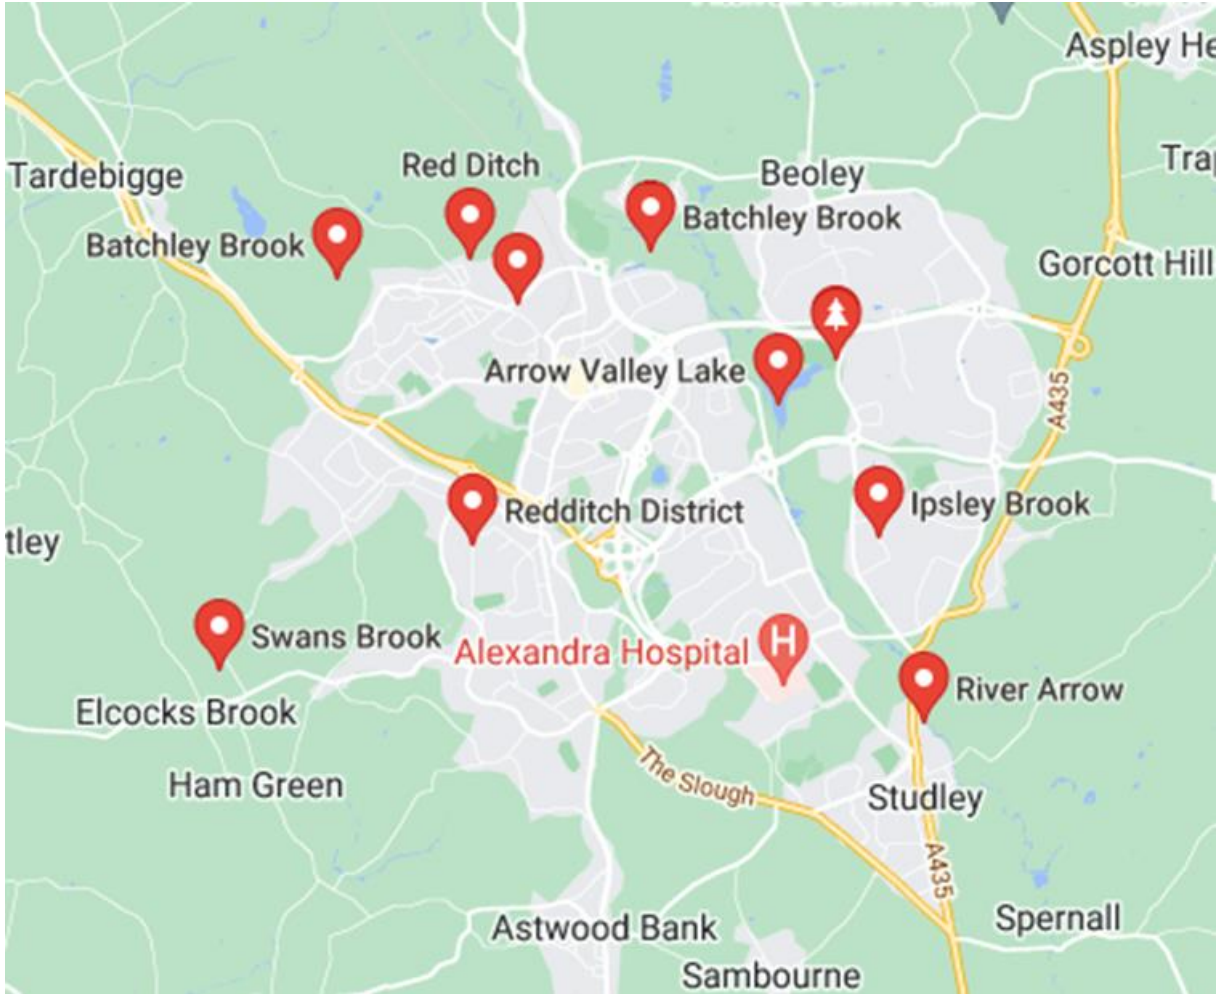 Tardebigge
Red Ditch
Beoley
Batchley Brook
Batchley Brook
Gorcott Hill
Arrow Valley Lake
A435
Redditch District
Ipsley Brook
Swans Brook
Alexandra Hospital
H
River Arrow
Elcocks Brook
Ham Green
The Slough
Studley
A435
Astwood Bank
Spernall
Sambourne
Aspley He
Trap
tley